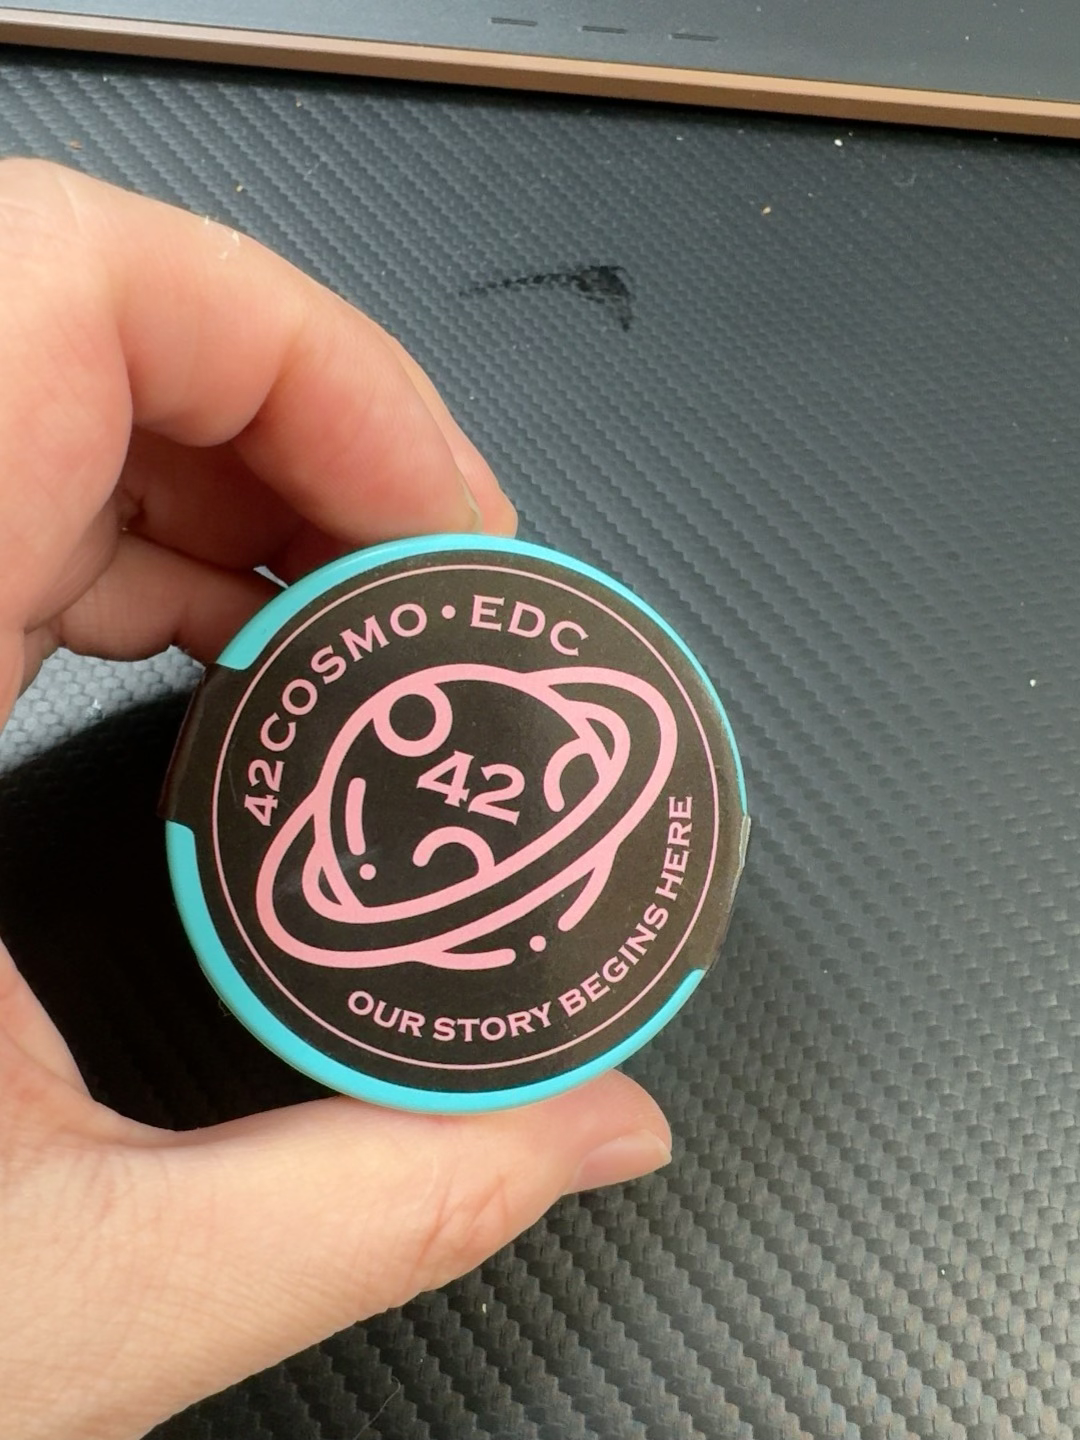 42COSMO•EDC
42
OUR STORY BEGINS HERE